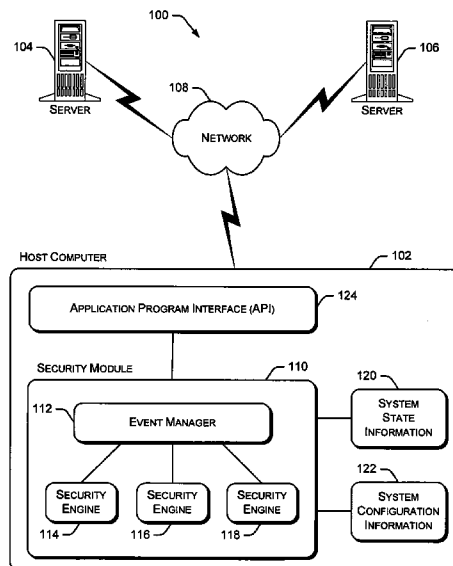 100
104
106
SERVER
SERVER
108
NETWORK
HOST COMPUTER
102
APPLICATION PROGRAM INTERFACE (API)
124
SECURITY MODULE
110
112
EVENT MANAGER
120
SYSTEM
STATE
INFORMATION
SECURITY
ENGINE
SECURITY
ENGINE
SECURITY
ENGINE
114
116
118
122
SYSTEM
CONFIGURATION
INFORMATION